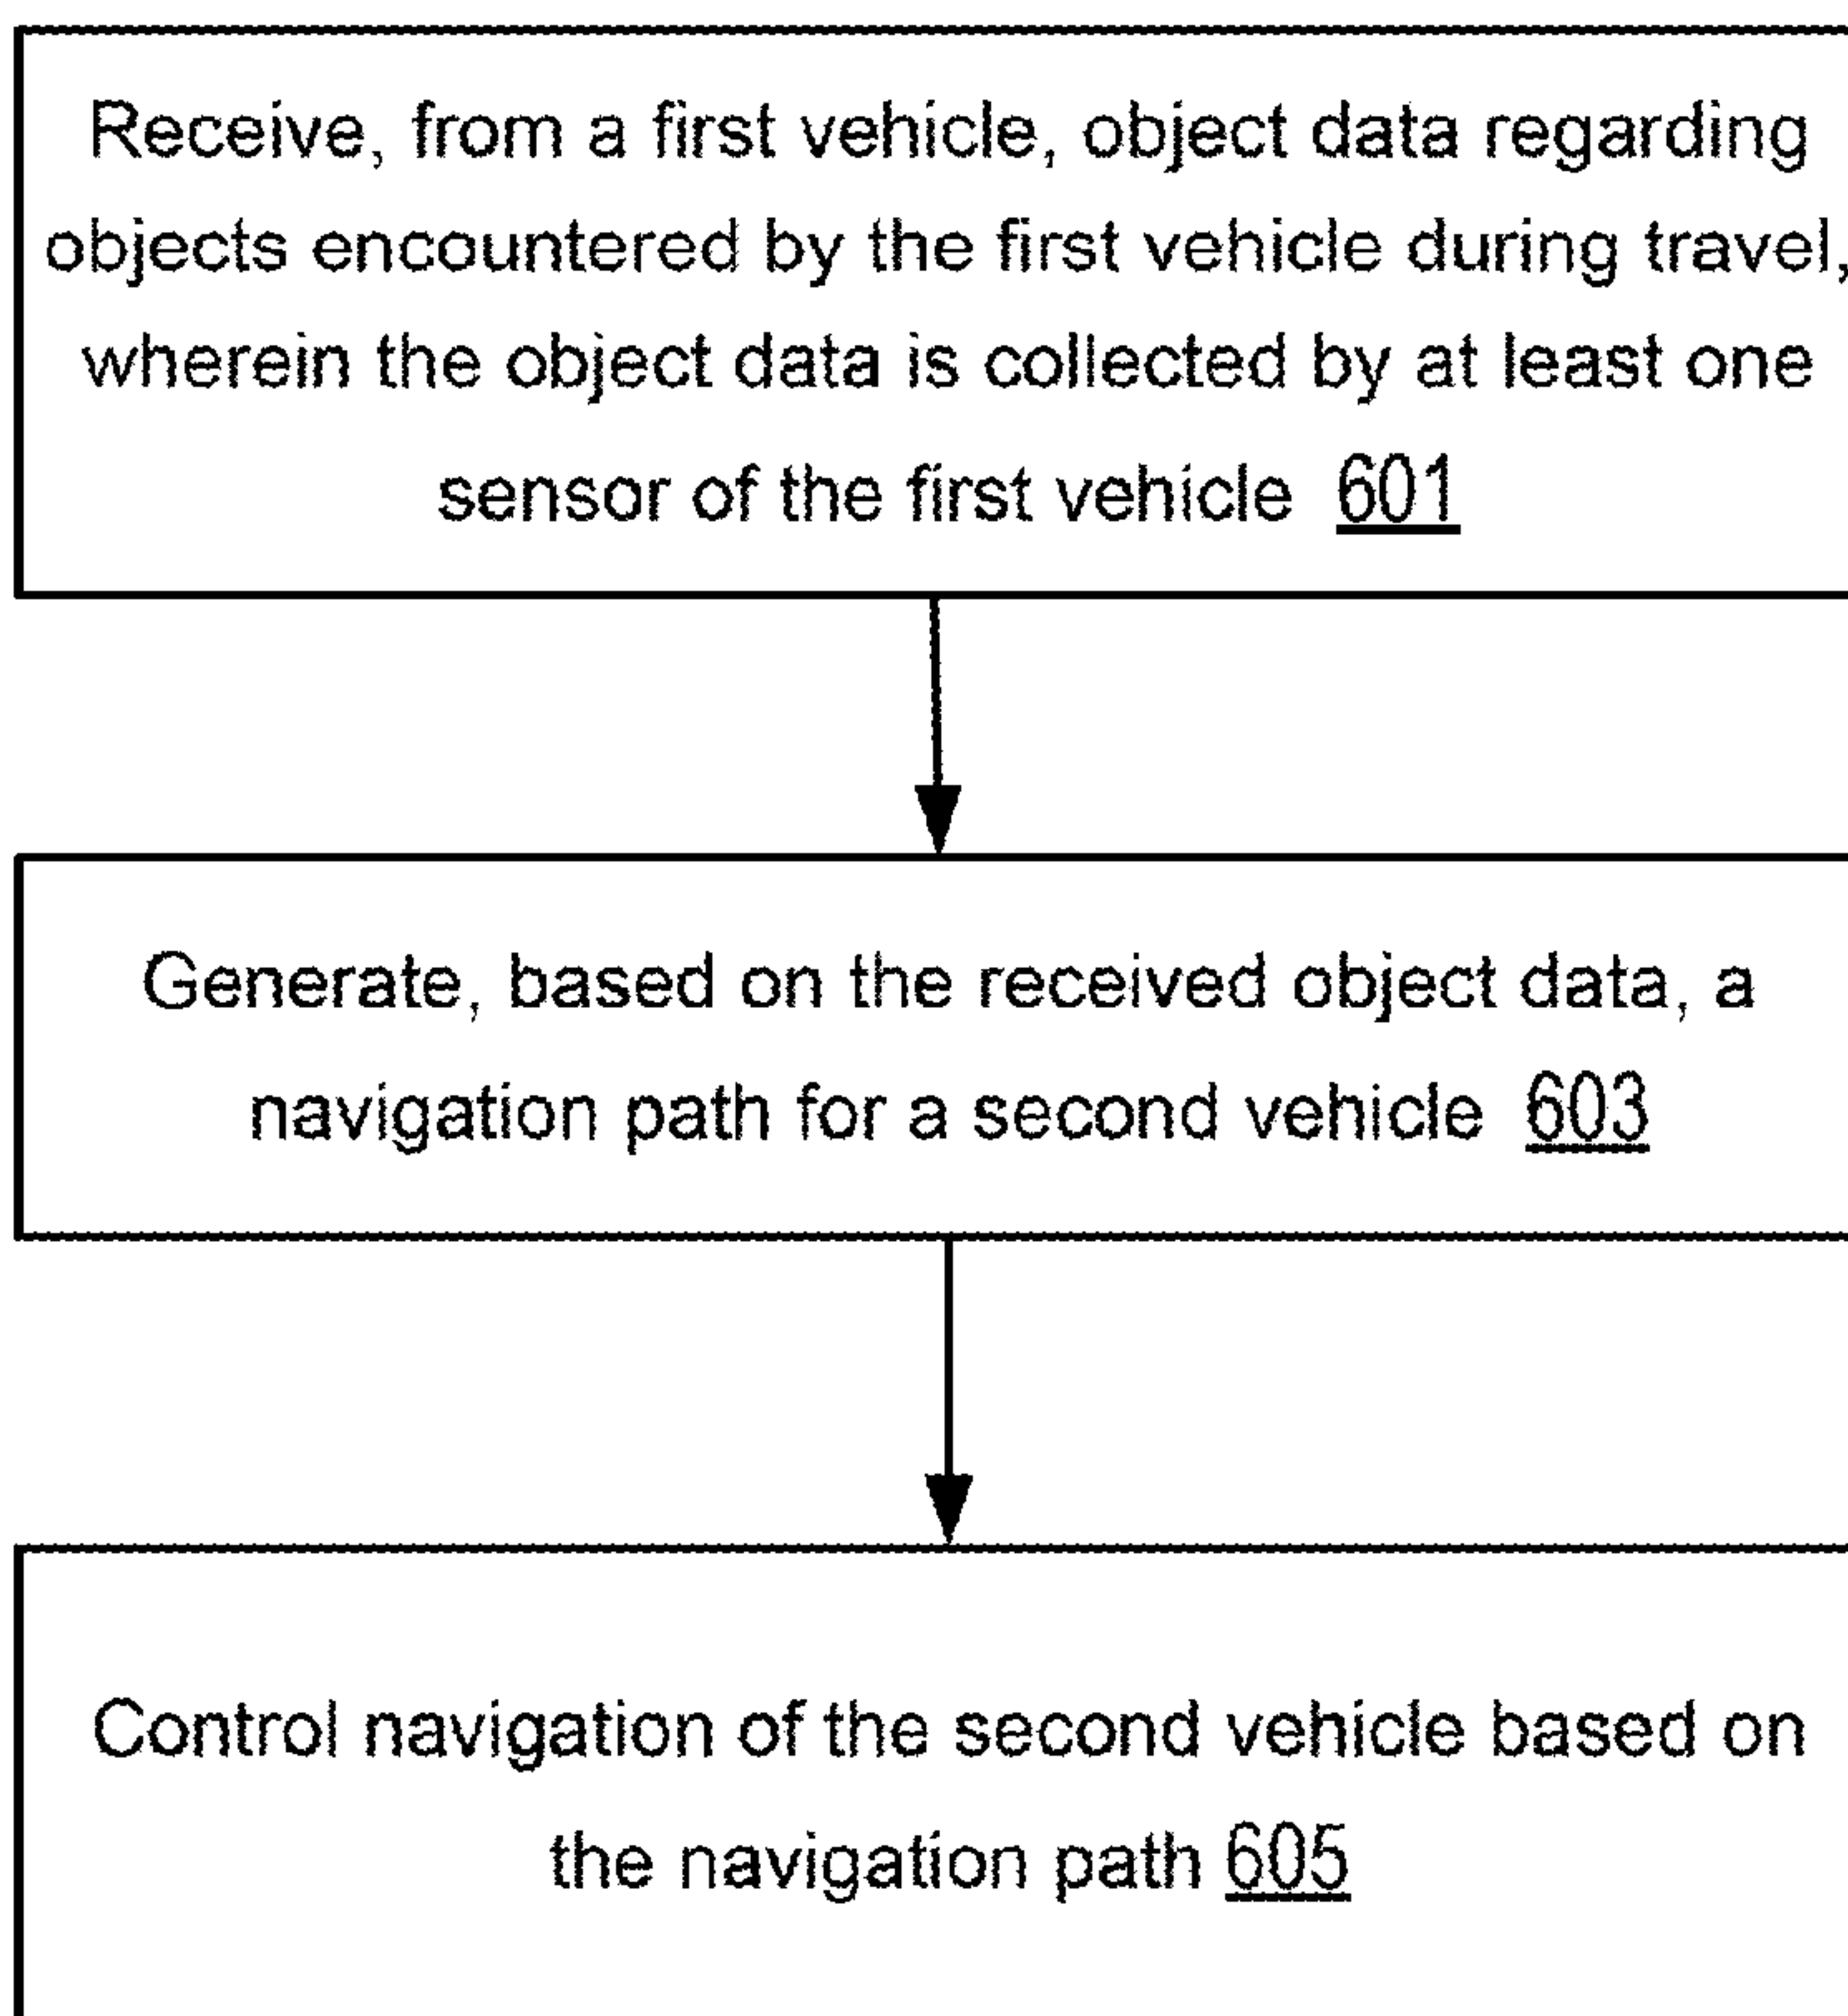 Receive, from a first vehicle, object data regarding
objects encountered by the first vehicle during travel,
wherein the object data is collected by at least one
sensor of the first vehicle 601
Generate, based on the received object data, a
navigation path for a second vehicle 603
Control navigation of the second vehicle based on
the navigation path 605